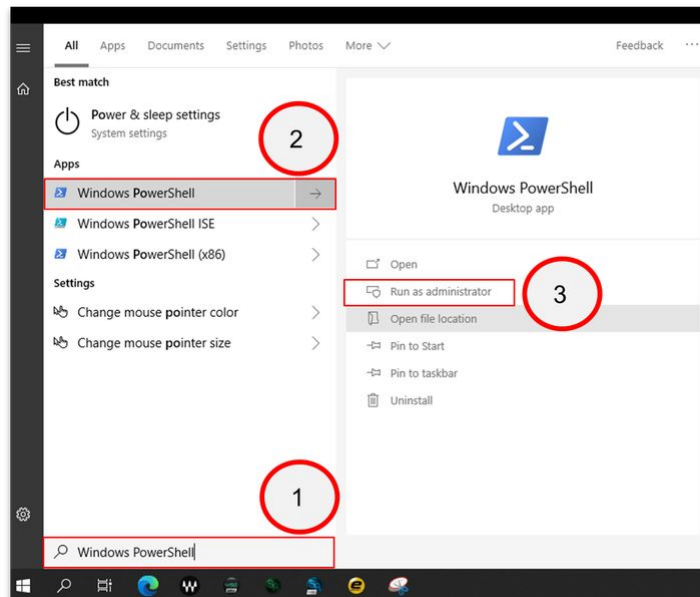 All Apps Documents Settings Photos More Feedback ...
Best match
Power & sleep settings
System settings
2
Apps
Windows PowerShell
Windows PowerShell ISE
Windows PowerShell (x86)
Settings
Change mouse pointer color
Change mouse pointer size
1
Windows PowerShell
Windows PowerShell
Desktop app
Open
Run as administrator
3
Open file location
Pin to Start
Pin to taskbar
Uninstall